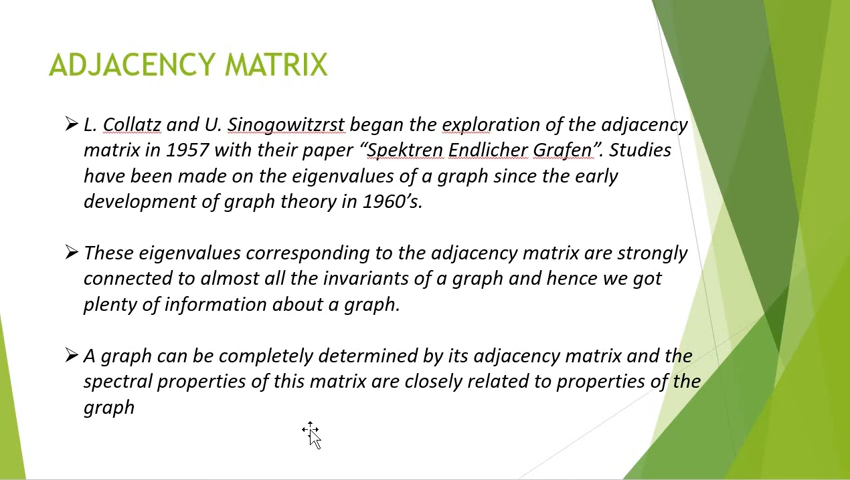 ADJACENCY MATRIX
L. Collatz and U. Sinogowitzrst began the exploration of the adjacency
matrix in 1957 with their paper “Spektren Endlicher Grafen”. Studies
have been made on the eigenvalues of a graph since the early
development of graph theory in 1960’s.
These eigenvalues corresponding to the adjacency matrix are strongly
connected to almost all the invariants of a graph and hence we got
plenty of information about a graph.
A graph can be completely determined by its adjacency matrix and the
spectral properties of this matrix are closely related to properties of the
graph